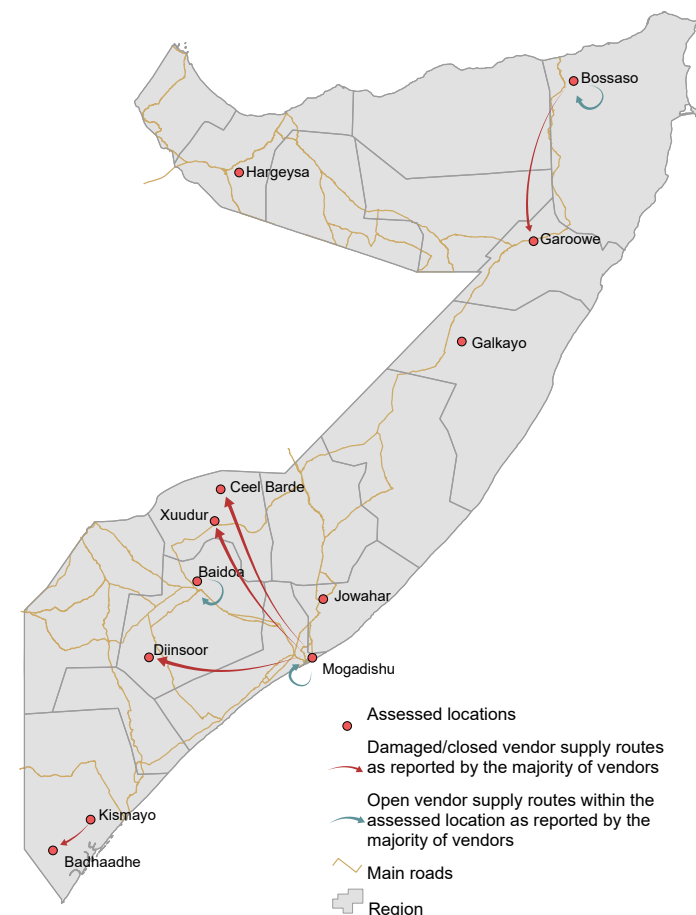 Bossaso
Hargeysa
Garoowe
Galkayo
Ceel Barde
Xuudur
Baidoa
Jowahar
Diinsoor
Mogadishu
Assessed locations
Damaged/closed vendor supply routes
as reported by the majority of vendors
Open vendor supply routes within the
assessed location as reported by the
majority of vendors
Kismayo
Badhaadhe
Main roads
Region